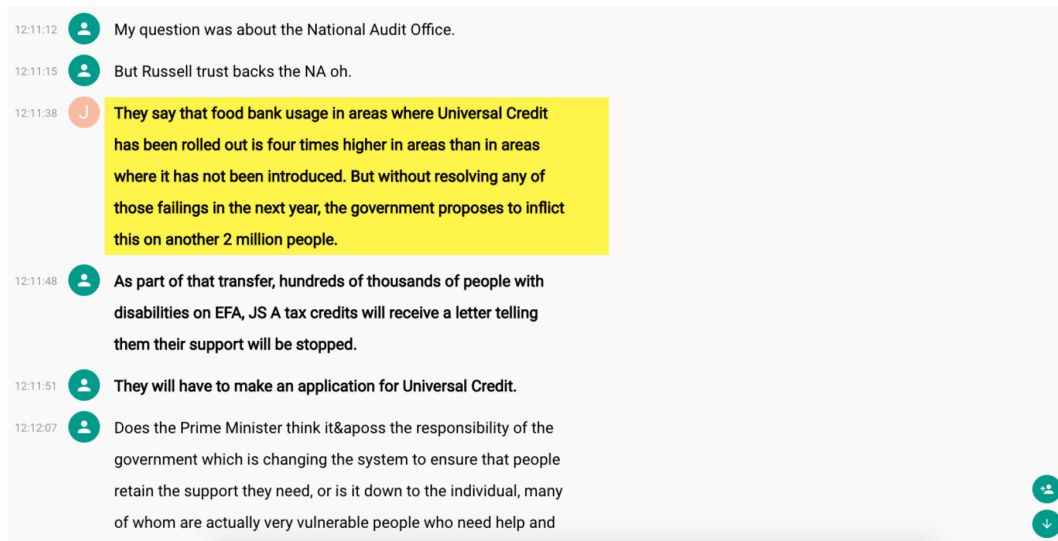 12:11:12 My question was about the National Audit Office.
12:11:15 But Russell trust backs the NA oh.
12:11:38 J They say that food bank usage in areas where Universal Credit
has been rolled out is four times higher in areas than in areas
where it has not been introduced. But without resolving any of
those failings in the next year, the government proposes to inflict
this on another 2 million people.
12:11:48 As part of that transfer, hundreds of thousands of people with
disabilities on EFA, JS A tax credits will receive a letter telling
them their support will be stopped.
12:11:51 They will have to make an application for Universal Credit.
12:12:07 Does the Prime Minister think it&aposs the responsibility of the
government which is changing the system to ensure that people
retain the support they need, or is it down to the individual, many
of whom are actually very vulnerable people who need help and